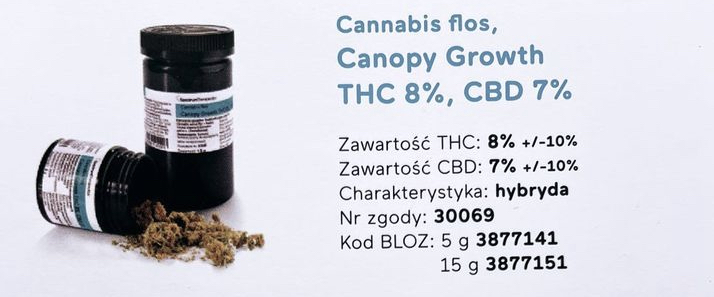 Cannabis flos,
Canopy Growth
THC 8%, CBD 7%
Zawartość THC: 8% +/-10%
Zawartość CBD: 7% +/-10%
Charakterystyka: hybryda
Nr zgody: 30069
Kod BLOZ: 5 g 3877141
15 g 3877151